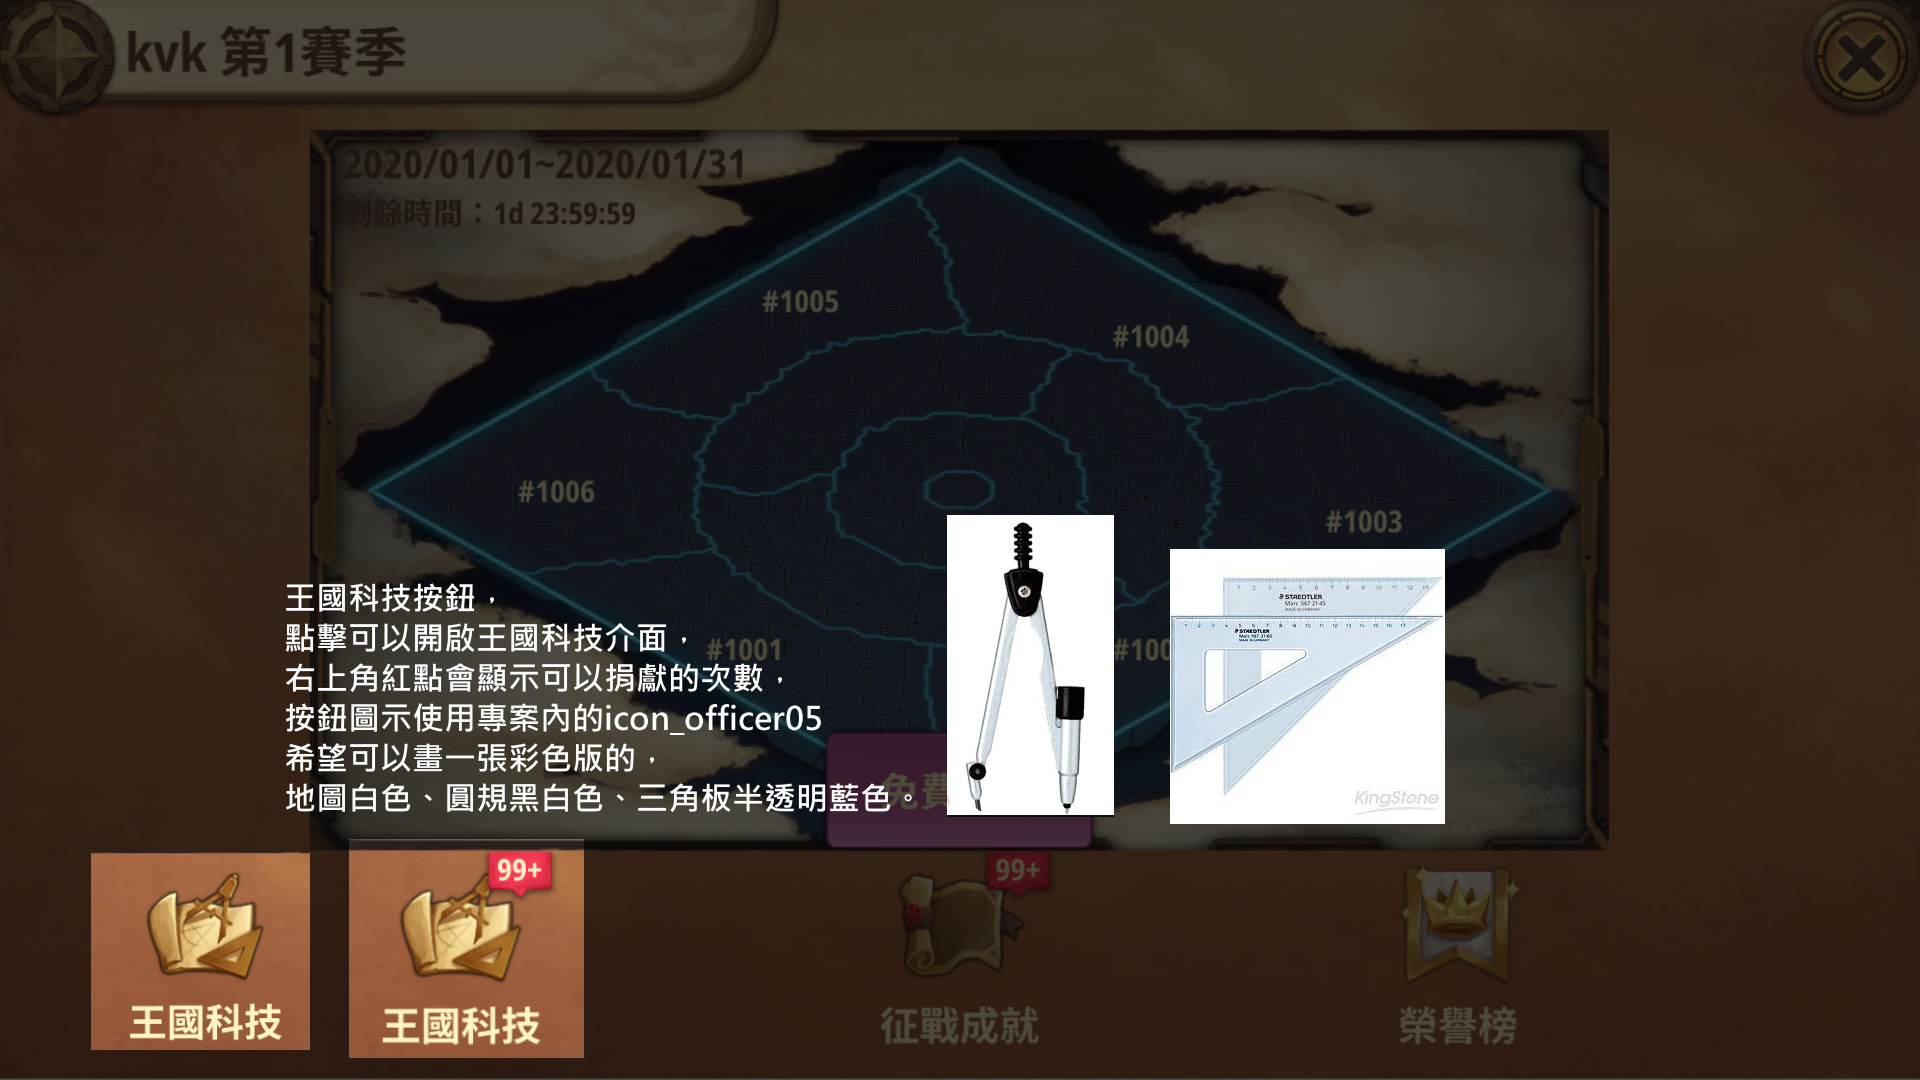 kvk 第1賽季
2020/01/01~2020/01/31
剩餘時間：1d 23:59:59
#1005
#1004
#1006
#1003
#1001
#100
王國科技按鈕，
點擊可以開啟王國科技介面，
右上角紅點會顯示可以捐獻的次數，
按鈕圖示使用專案內的icon_officer05
希望可以畫一張彩色版的，
地圖白色、圓規黑白色、三角板半透明藍色。
免費
STAEDTLER
Mars 567 21-45
MADE IN GERMANY
STAEDTLER
Mars 567 21-60
MADE IN GERMANY
KingStone
99+
99+
王國科技
王國科技
征戰成就
榮譽榜